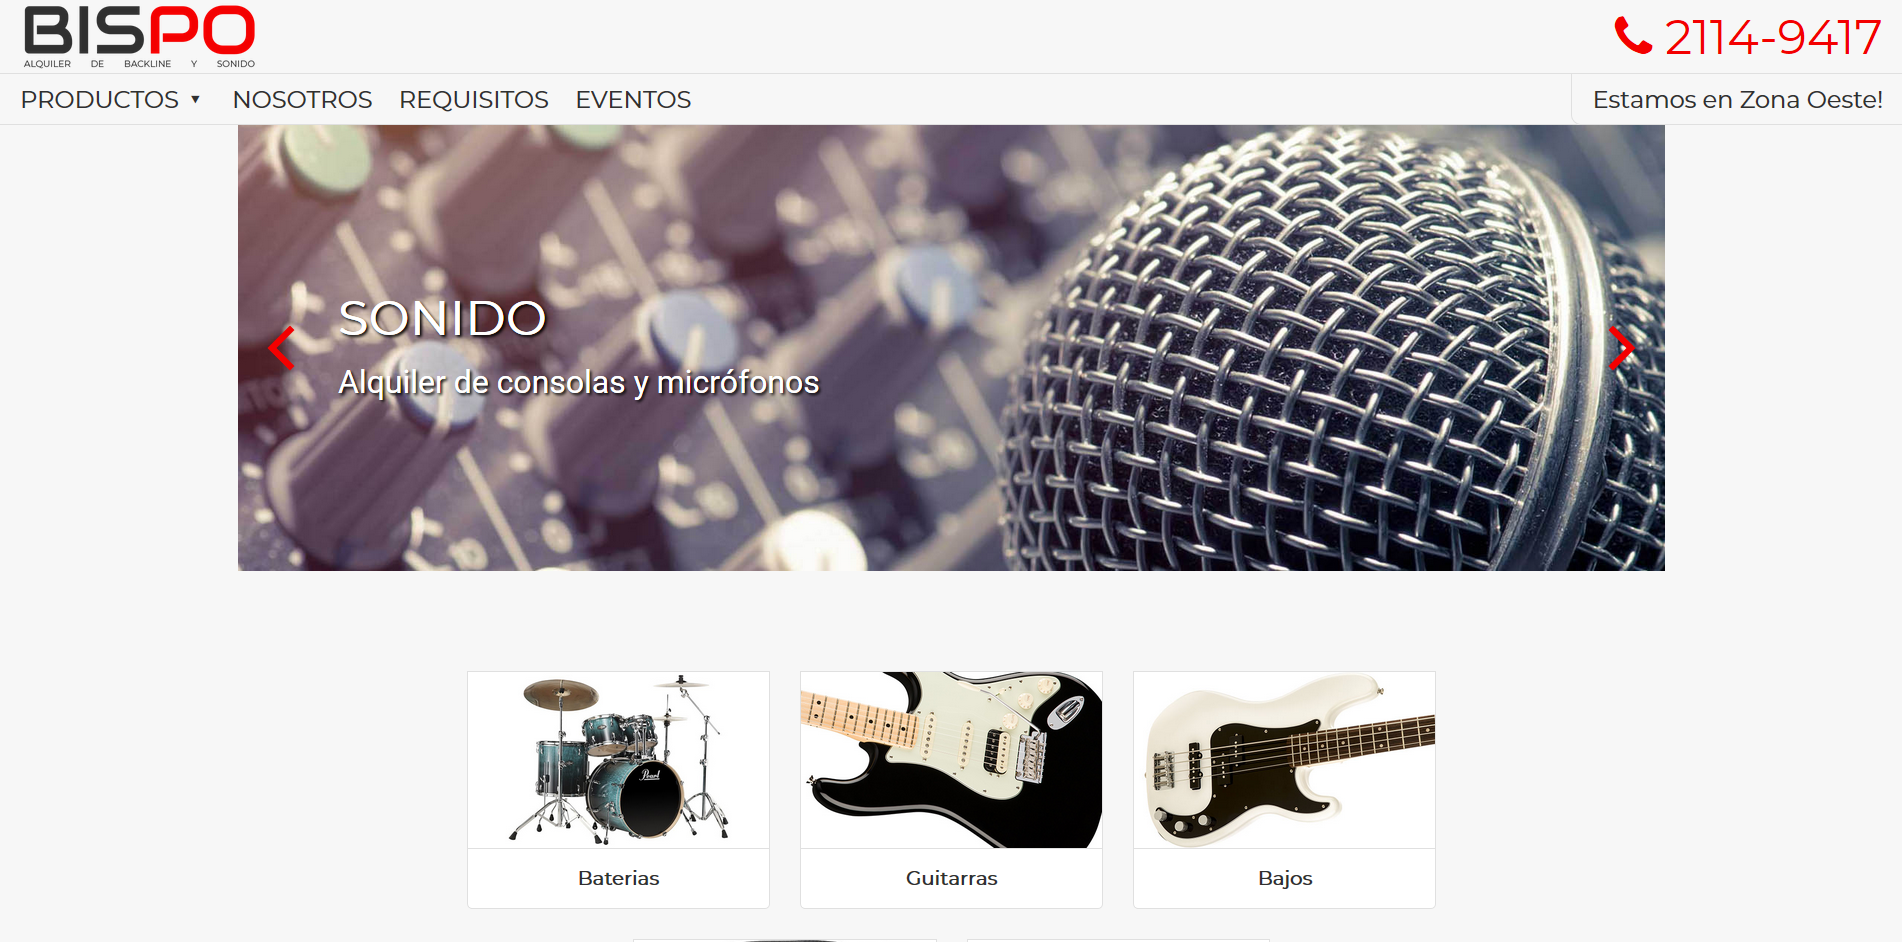 BISPO
ALQUILER DE BACKLINE Y SONIDO
2114-9417
PRODUCTOS ▼ NOSOTROS REQUISITOS EVENTOS
Estamos en Zona Oeste!
SONIDO
Alquiler de consolas y micrófonos
Pearl
Baterias
Guitarras
Bajos